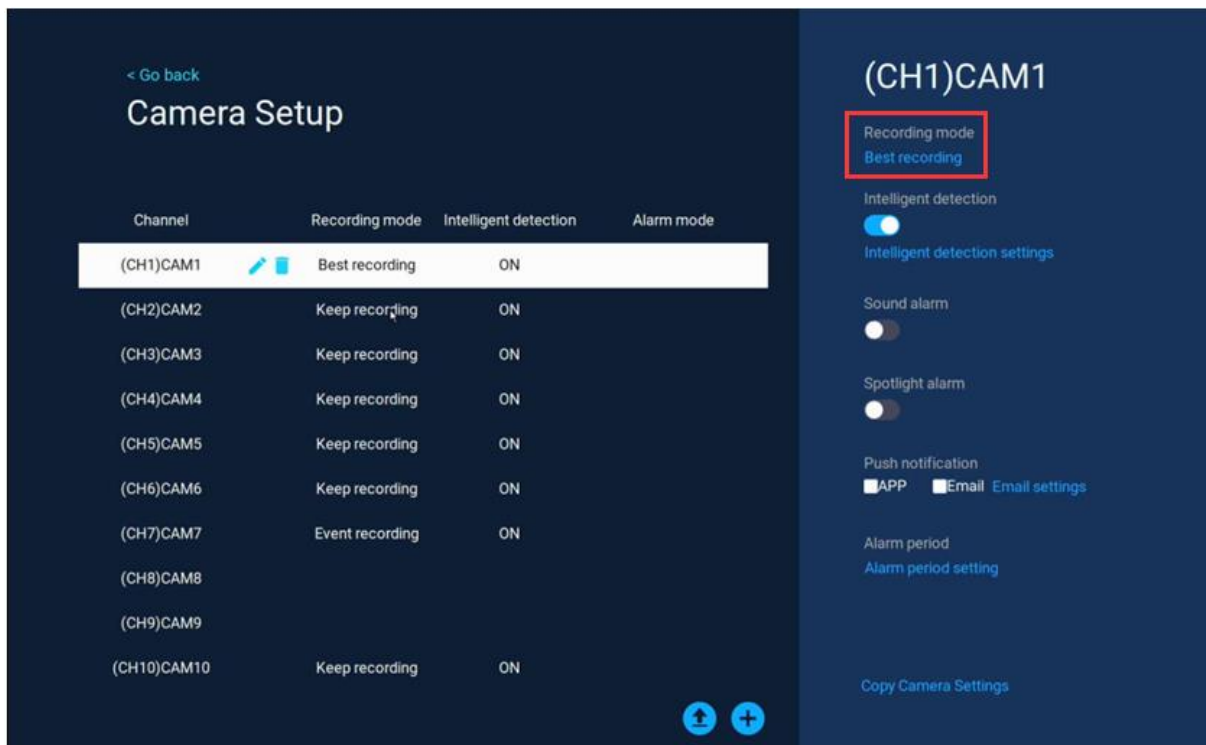 < Go back
Camera Setup
Channel Recording mode Intelligent detection Alarm mode
(CH1)CAM1 Best recording ON
(CH2)CAM2 Keep recording ON
(CH3)CAM3 Keep recording ON
(CH4)CAM4 Keep recording ON
(CH5)CAM5 Keep recording ON
(CH6)CAM6 Keep recording ON
(CH7)CAM7 Event recording ON
(CH8)CAM8
(CH9)CAM9
(CH10)CAM10 Keep recording ON
(CH1)CAM1
Recording mode
Best recording
Intelligent detection
Intelligent detection settings
Sound alarm
Spotlight alarm
Push notification
APP Email Email settings
Alarm period
Alarm period setting
Copy Camera Settings